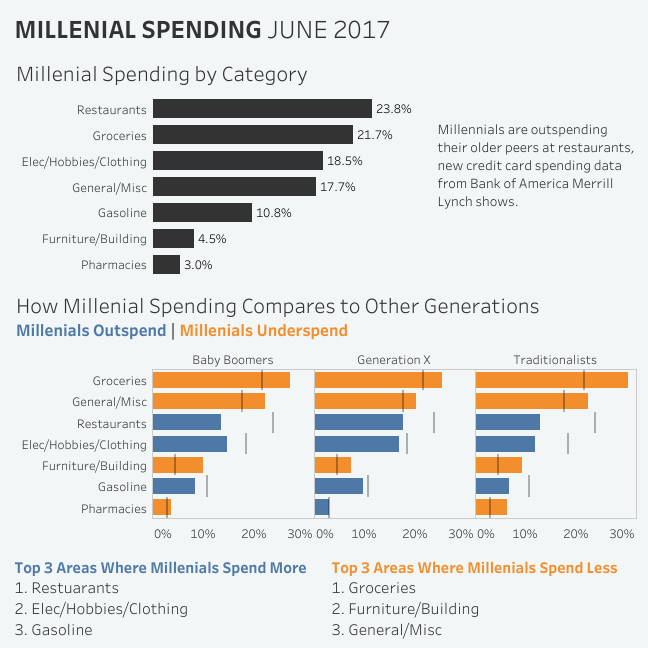 MILLENIAL SPENDING JUNE 2017
Millenial Spending by Category
Restaurants 23.8%
Groceries 21.7%
Elec/Hobbies/Clothing 18.5%
General/Misc 17.7%
Gasoline 10.8%
Furniture/Building 4.5%
Pharmacies 3.0%
Millennials are outspending
their older peers at restaurants,
new credit card spending data
from Bank of America Merrill
Lynch shows.
How Millenial Spending Compares to Other Generations
Millenials Outspend | Millenials Underspend
Baby Boomers Generation X Traditionalists
Groceries
General/Misc
Restaurants
Elec/Hobbies/Clothing
Furniture/Building
Gasoline
Pharmacies
0% 10% 20% 30% 0% 10% 20% 30% 0% 10% 20% 30%
Top 3 Areas Where Millenials Spend More
1. Restuarants
2. Elec/Hobbies/Clothing
3. Gasoline
Top 3 Areas Where Millenials Spend Less
1. Groceries
2. Furniture/Building
3. General/Misc